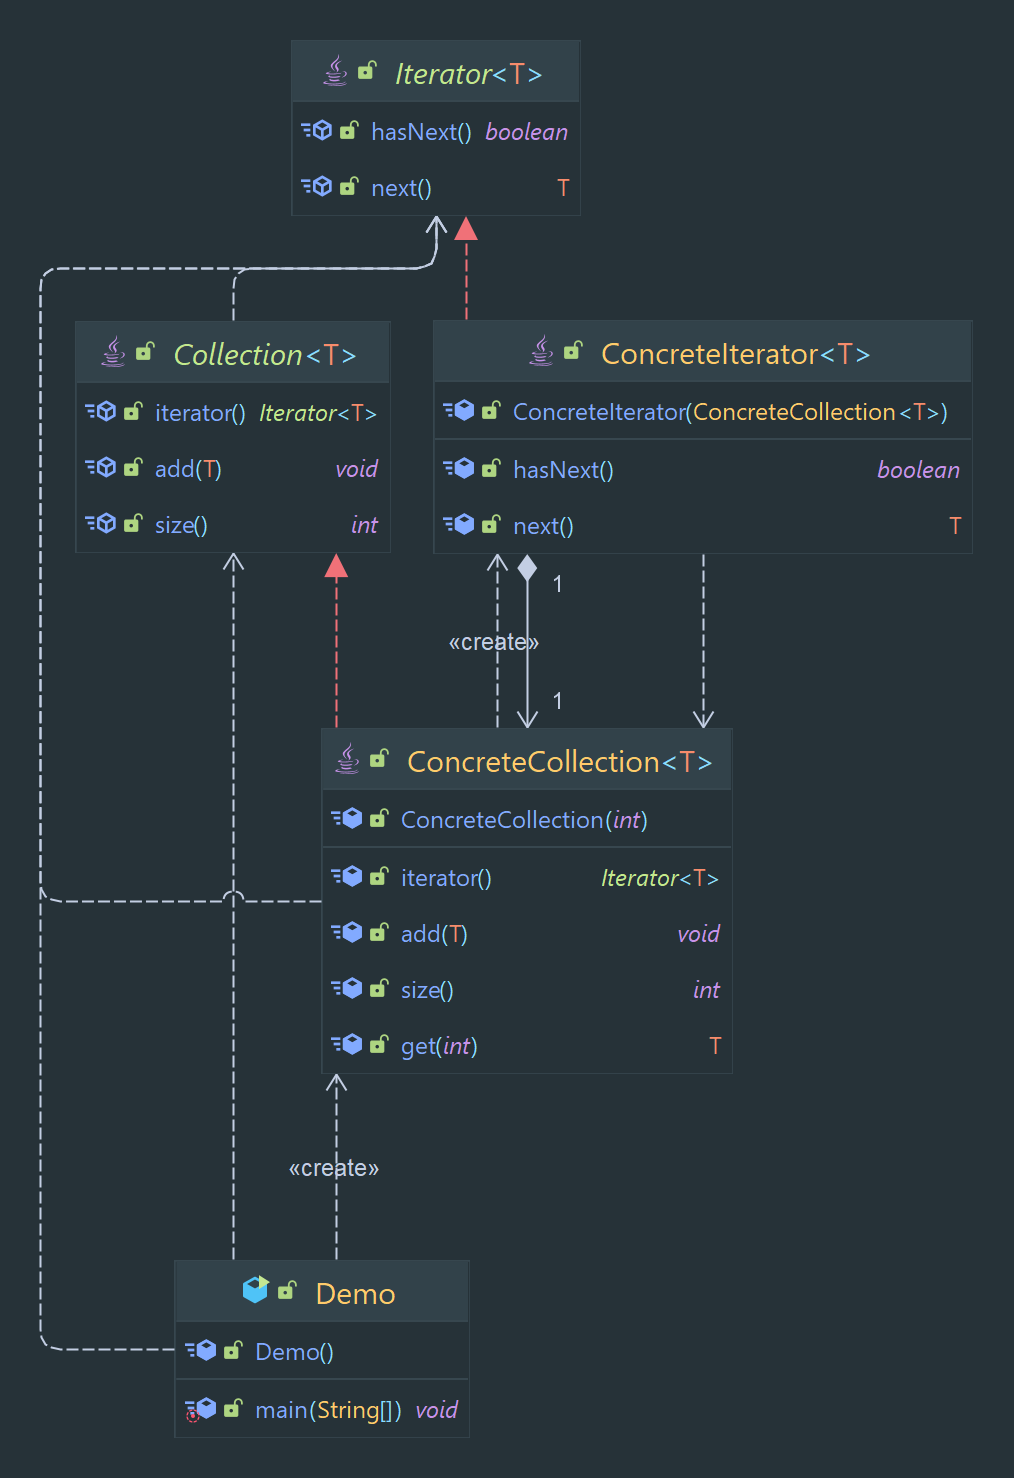 Iterator<T>
hasNext() boolean
next() T
Collection<T>
iterator() Iterator<T>
add(T) void
size() int
ConcreteIterator<T>
ConcreteIterator(ConcreteCollection<T>)
hasNext() boolean
next() T
1
«create»
1
ConcreteCollection<T>
ConcreteCollection(int)
iterator() Iterator<T>
add(T) void
size() int
get(int) T
«create»
Demo
Demo()
main(String[]) void